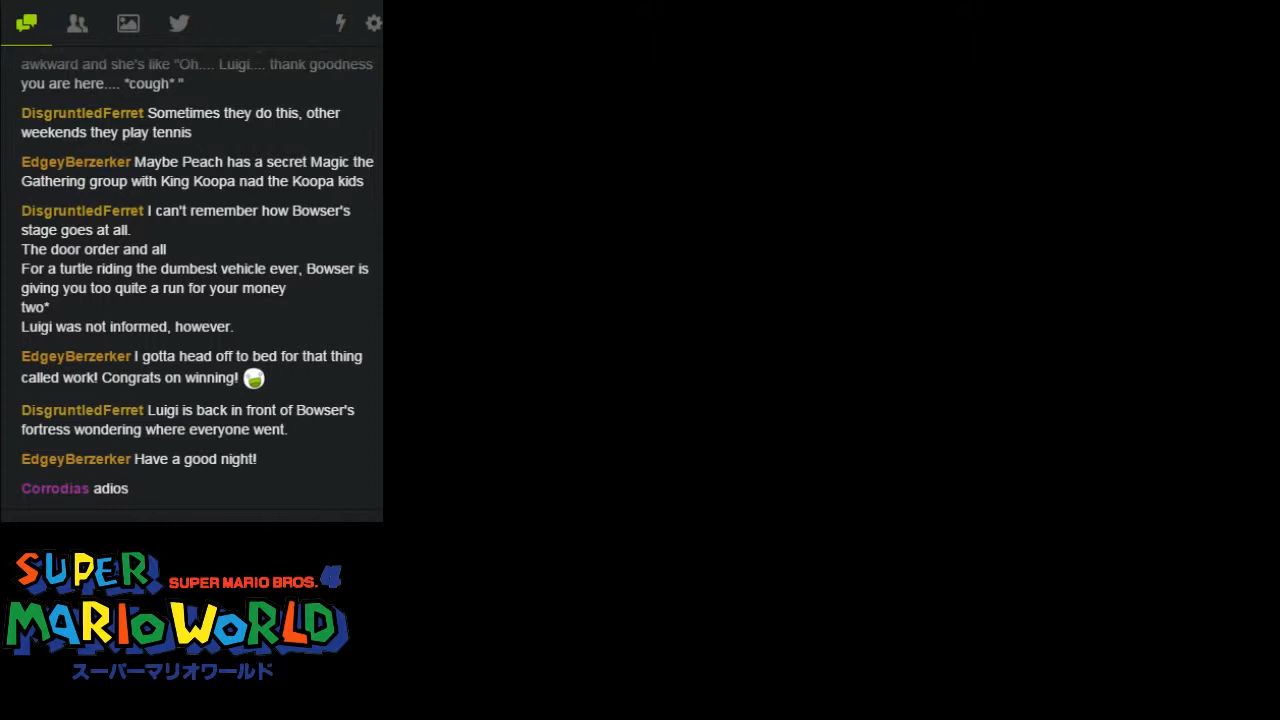 awkward and she's like "Oh.... Luigi.... thank goodness
you are here.... *cough* "
DisgruntledFerret Sometimes they do this, other
weekends they play tennis
EdgeyBerzerker Maybe Peach has a secret Magic the
Gathering group with King Koopa nad the Koopa kids
DisgruntledFerret I can't remember how Bowser's
stage goes at all.
The door order and all
For a turtle riding the dumbest vehicle ever, Bowser is
giving you too quite a run for your money
two*
Luigi was not informed, however.
EdgeyBerzerker I gotta head off to bed for that thing
called work! Congrats on winning!
DisgruntledFerret Luigi is back in front of Bowser's
fortress wondering where everyone went.
EdgeyBerzerker Have a good night!
Corrodias adios
SUPER SUPER MARIO BROS. 4
MARIO WORLD
スーパーマリオワールド